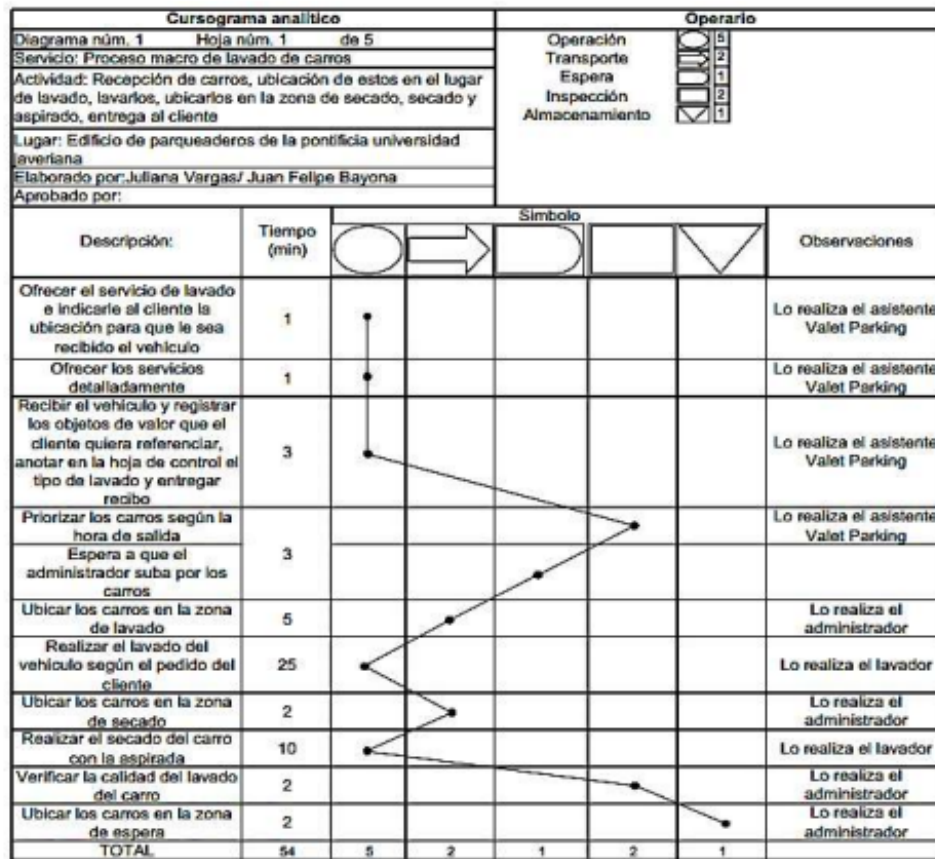 Cursograma analítico
Operario
Diagrama núm. 1 Hoja núm. 1 de 5
Servicio: Proceso macro de lavado de carros
Actividad: Recepción de carros, ubicación de estos en el lugar
de lavado, lavarlos, ubicarlos en la zona de secado, secado y
aspirado, entrega al cliente
Lugar: Edificio de parqueaderos de la pontificia universidad
javeriana
Elaborado por:Juliana Vargas/ Juan Felipe Bayona
Aprobado por:
Operación 5
Transporte 2
Espera 1
Inspección 2
Almacenamiento 1
Descripción:
Tiempo
(min)
Simbolo
Observaciones
Ofrecer el servicio de lavado
e indicarle al cliente la
ubicación para que le sea
recibido el vehículo
1
Lo realiza el asistente
Valet Parking
Ofrecer los servicios
detalladamente
1
Lo realiza el asistente
Valet Parking
Recibir el vehículo y registrar
los objetos de valor que el
cliente quiera referenciar,
anotar en la hoja de control el
tipo de lavado y entregar
recibo
3
Lo realiza el asistente
Valet Parking
Priorizar los carros según la
hora de salida
Lo realiza el asistente
Valet Parking
3
Espera a que el
administrador suba por los
carros
Ubicar los carros en la zona
de lavado
5
Lo realiza el
administrador
Realizar el lavado del
vehículo según el pedido del
cliente
25
Lo realiza el lavador
Ubicar los carros en la zona
de secado
2
Lo realiza el
administrador
Realizar el secado del carro
con la aspirada
10
Lo realiza el lavador
Verificar la calidad del lavado
del carro
2
Lo realiza el
administrador
Ubicar los carros en la zona
de espera
2
Lo realiza el
administrador
TOTAL 54 5 2 1 2 1